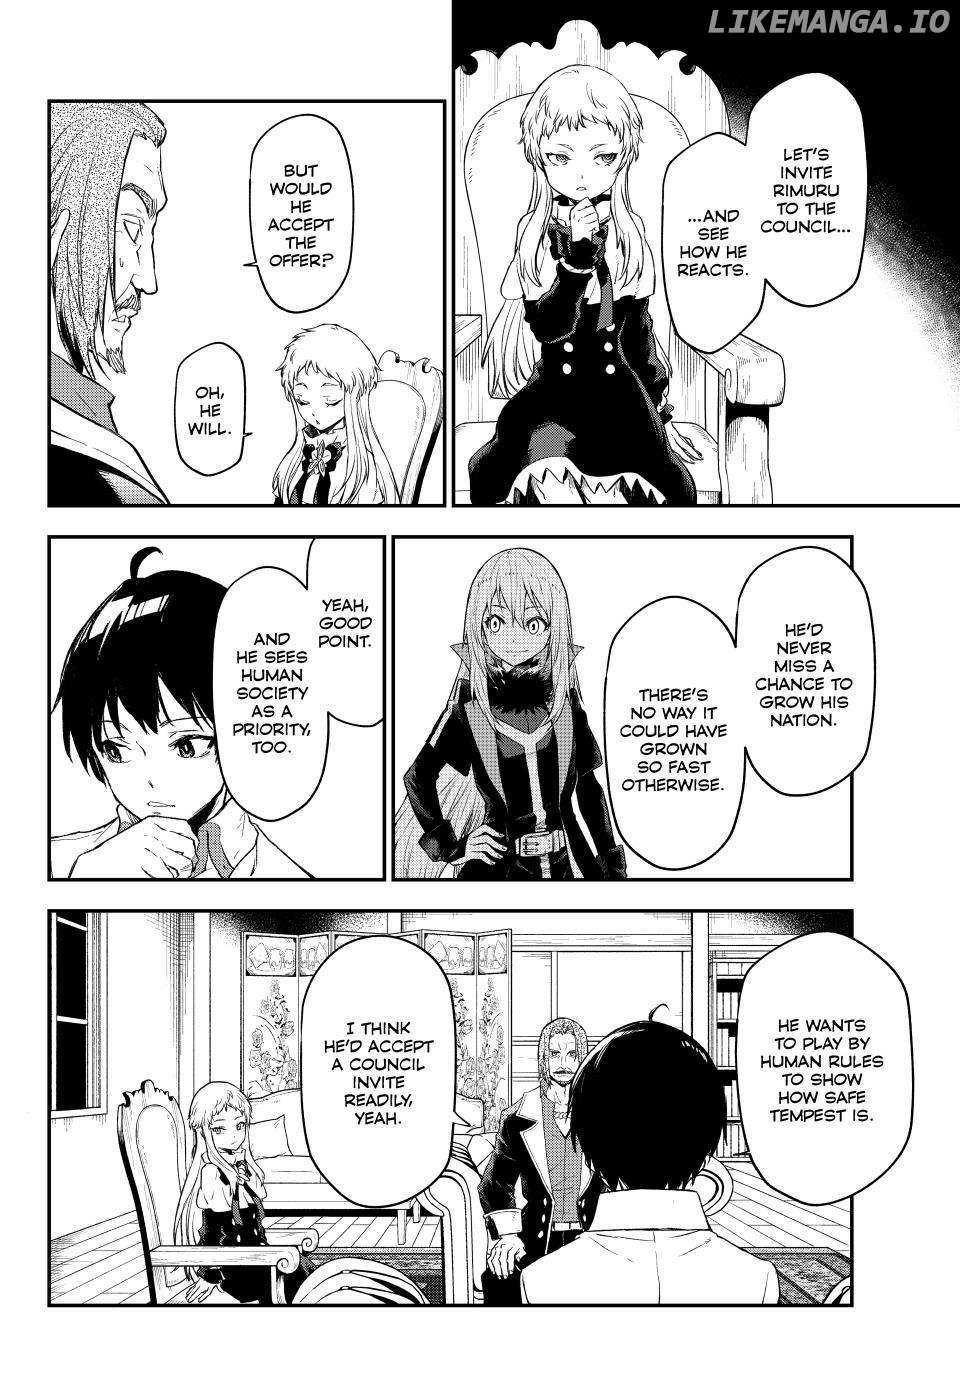 LIKEMANGA.IO
LET'S
INVITE
RIMURU
TO THE
COUNCIL...
...AND
SEE
HOW HE
REACTS.
BUT
WOULD
HE
ACCEPT
THE
OFFER?
OH,
HE
WILL.
HE'D
NEVER
MISS A
CHANCE TO
GROW HIS
NATION.
THERE'S
NO WAY IT
COULD HAVE
GROWN
SO FAST
OTHERWISE.
YEAH,
GOOD
POINT.
AND
HE SEES
HUMAN
SOCIETY
AS A
PRIORITY,
TOO.
HE WANTS
TO PLAY BY
HUMAN RULES
TO SHOW
HOW SAFE
TEMPEST IS.
I THINK
HE'D ACCEPT
A COUNCIL
INVITE
READILY,
YEAH.